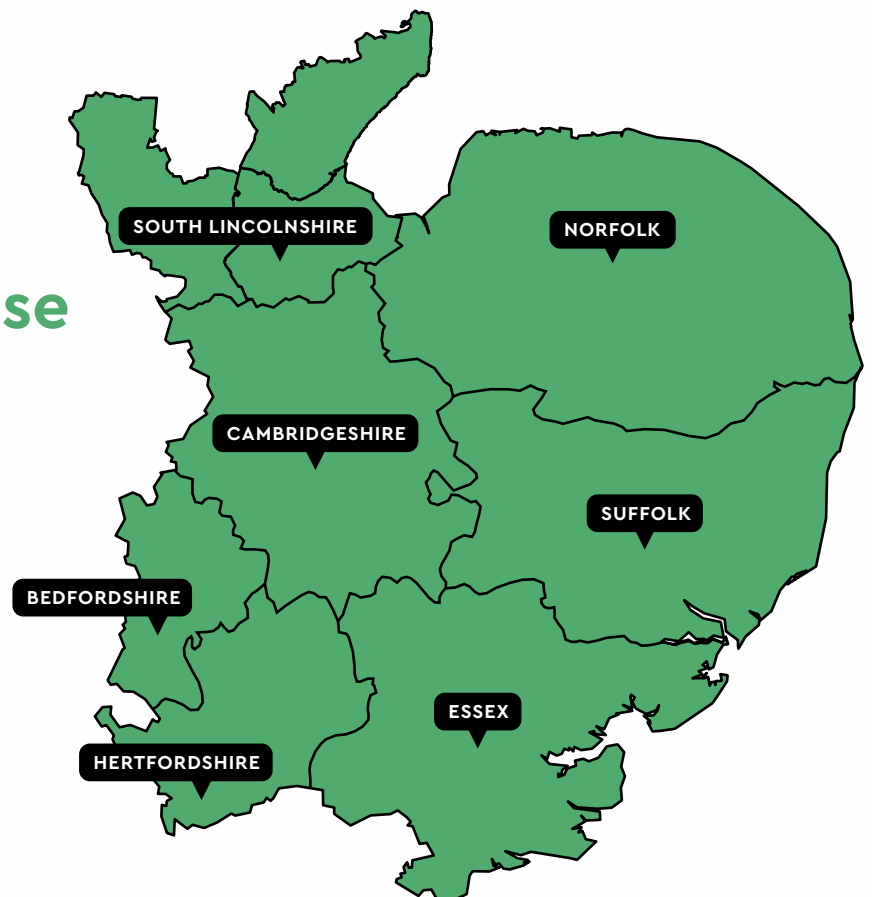 SOUTH LINCOLNSHIRE
NORFOLK
se
CAMBRIDGESHIRE
SUFFOLK
BEDFORDSHIRE
ESSEX
HERTFORDSHIRE